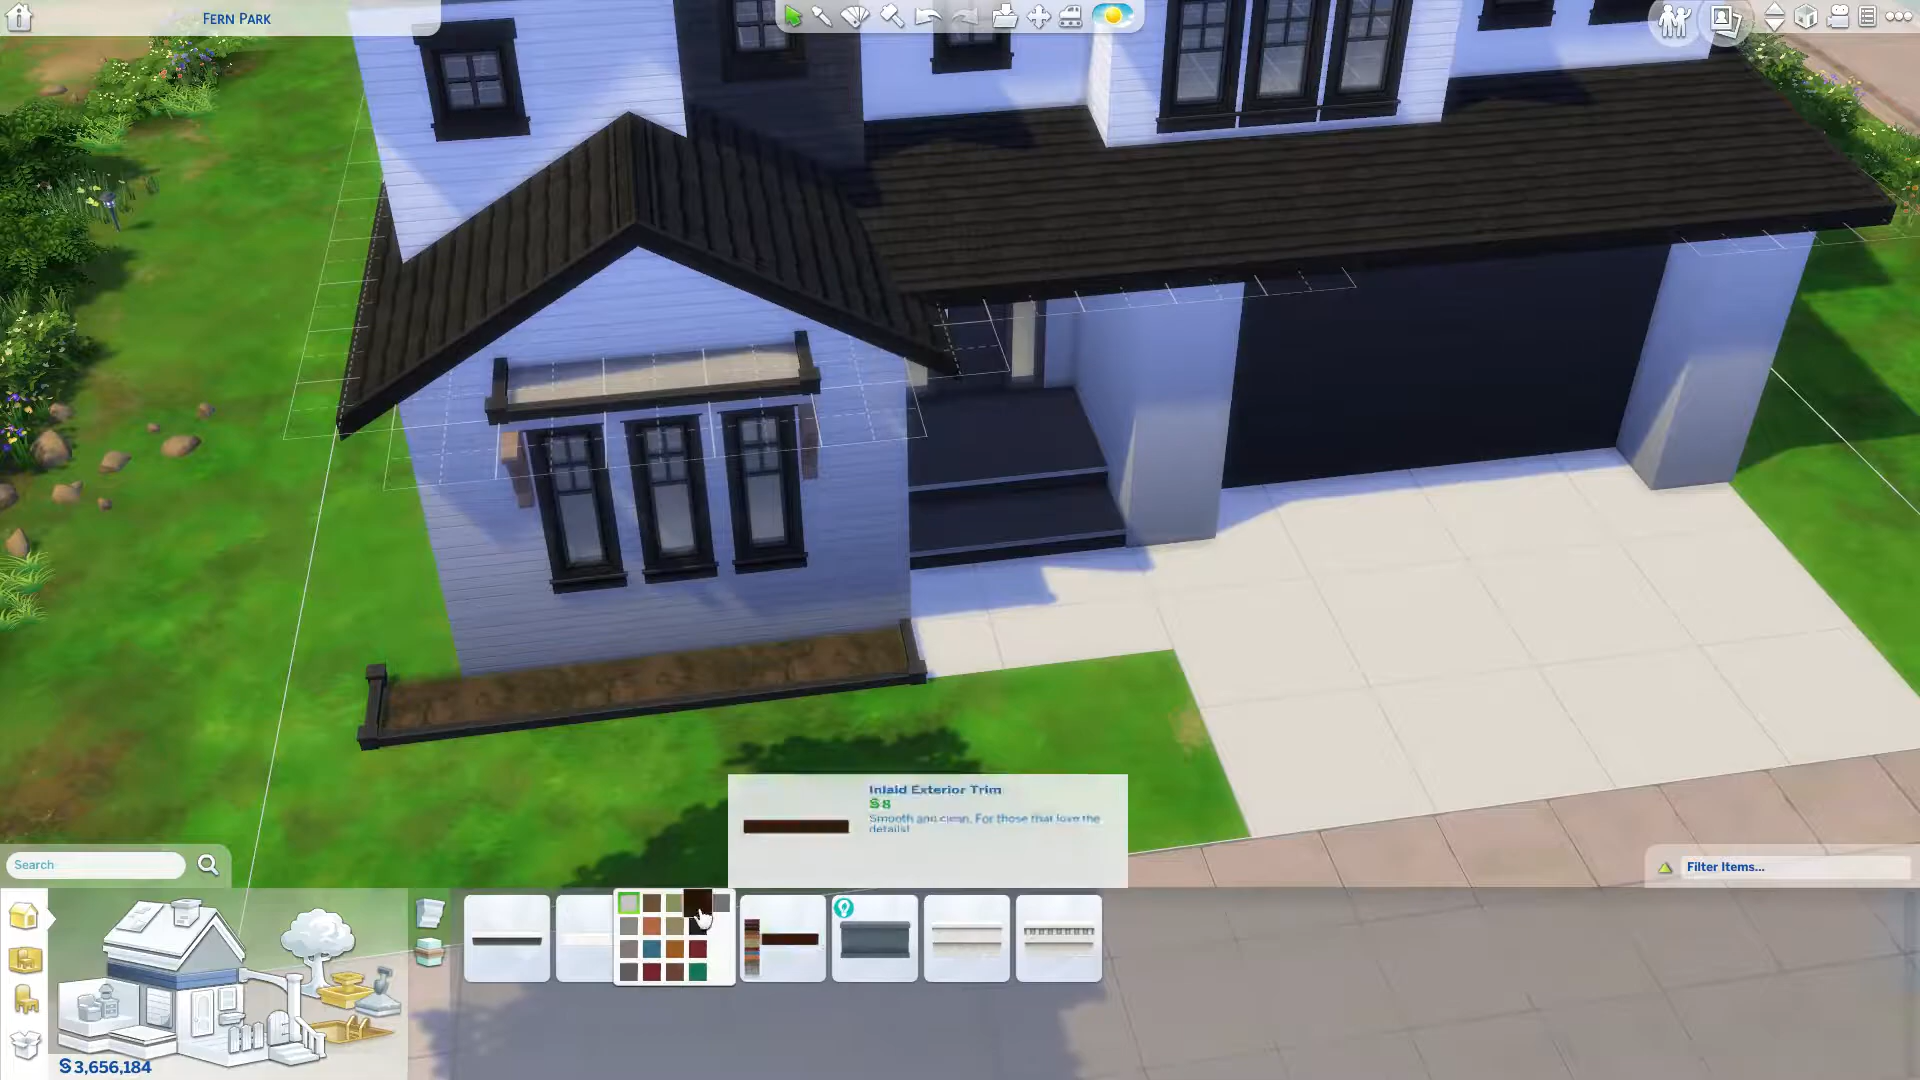 FERN PARK
Inlaid Exterior Trim
§8
Smooth and clean. For those that love the
details!
Search
Filter Items...
§3,656,184